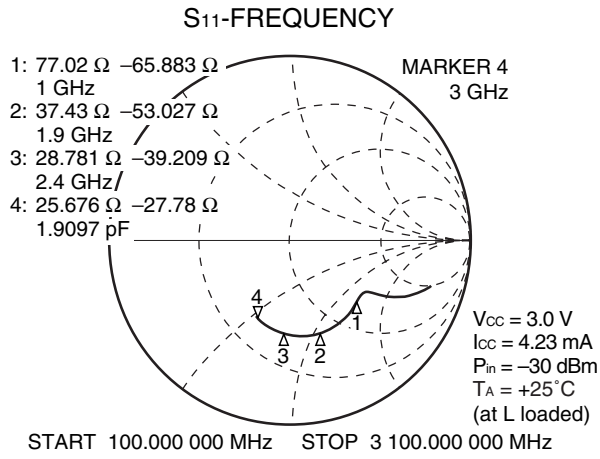 S11-FREQUENCY
1: 77.02 Ω –65.883 Ω
1 GHz
2: 37.43 Ω –53.027 Ω
1.9 GHz
3: 28.781 Ω –39.209 Ω
2.4 GHz
4: 25.676 Ω –27.78 Ω
1.9097 pF
MARKER 4
3 GHz
4
3
2
1
VCC = 3.0 V
ICC = 4.23 mA
Pin = –30 dBm
TA = +25°C
(at L loaded)
START 100.000 000 MHz STOP 3 100.000 000 MHz